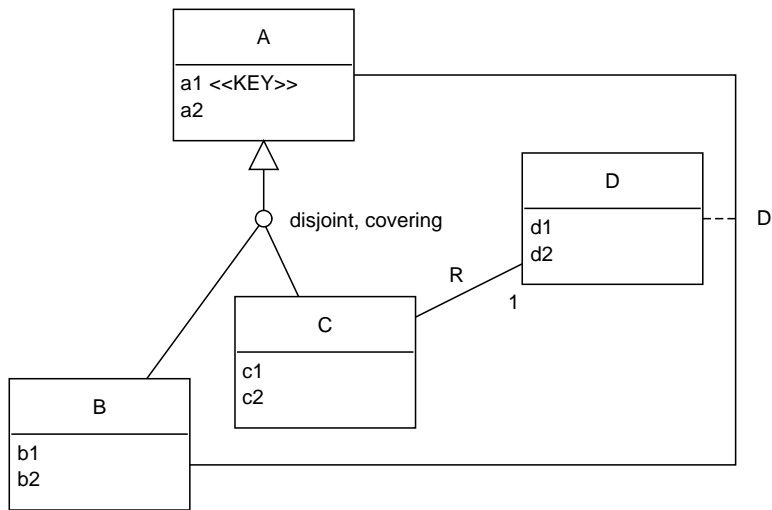 A
a1 <<KEY>>
a2
D
d1
d2
D
disjoint, covering
R
1
C
c1
c2
B
b1
b2